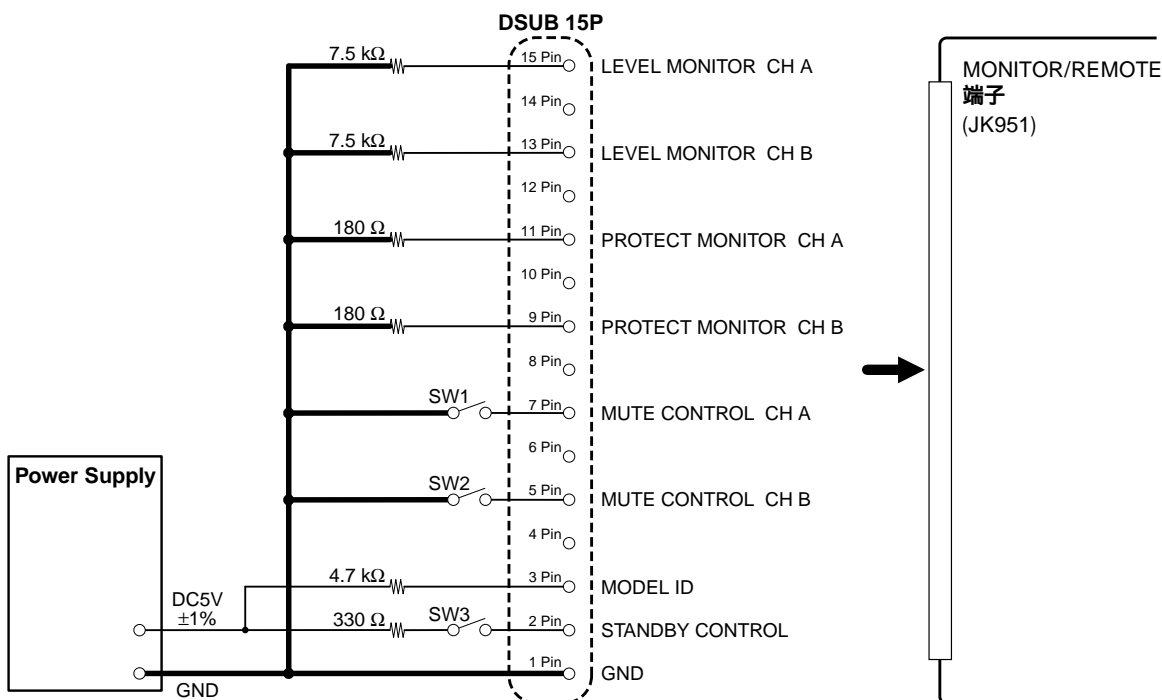 DSUB 15P
7.5 kΩ
15 Pin
LEVEL MONITOR CH A
14 Pin
7.5 kΩ
13 Pin
LEVEL MONITOR CH B
12 Pin
180 Ω
11 Pin
PROTECT MONITOR CH A
10 Pin
180 Ω
9 Pin
PROTECT MONITOR CH B
8 Pin
SW1
7 Pin
MUTE CONTROL CH A
6 Pin
SW2
5 Pin
MUTE CONTROL CH B
4 Pin
4.7 kΩ
3 Pin
MODEL ID
330 Ω
SW3
2 Pin
STANDBY CONTROL
1 Pin
GND
Power Supply
DC5V
±1%
GND
MONITOR/REMOTE
端子
(JK951)